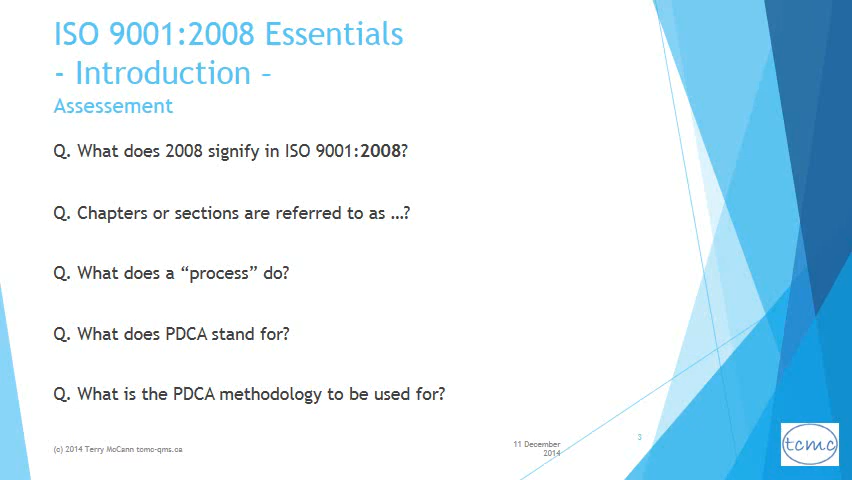 ISO 9001:2008 Essentials
- Introduction –
Assessement
Q. What does 2008 signify in ISO 9001:2008?
Q. Chapters or sections are referred to as …?
Q. What does a “process” do?
Q. What does PDCA stand for?
Q. What is the PDCA methodology to be used for?
(c) 2014 Terry McCann tcmc-qms.ca
11 December
2014
3
tcmc